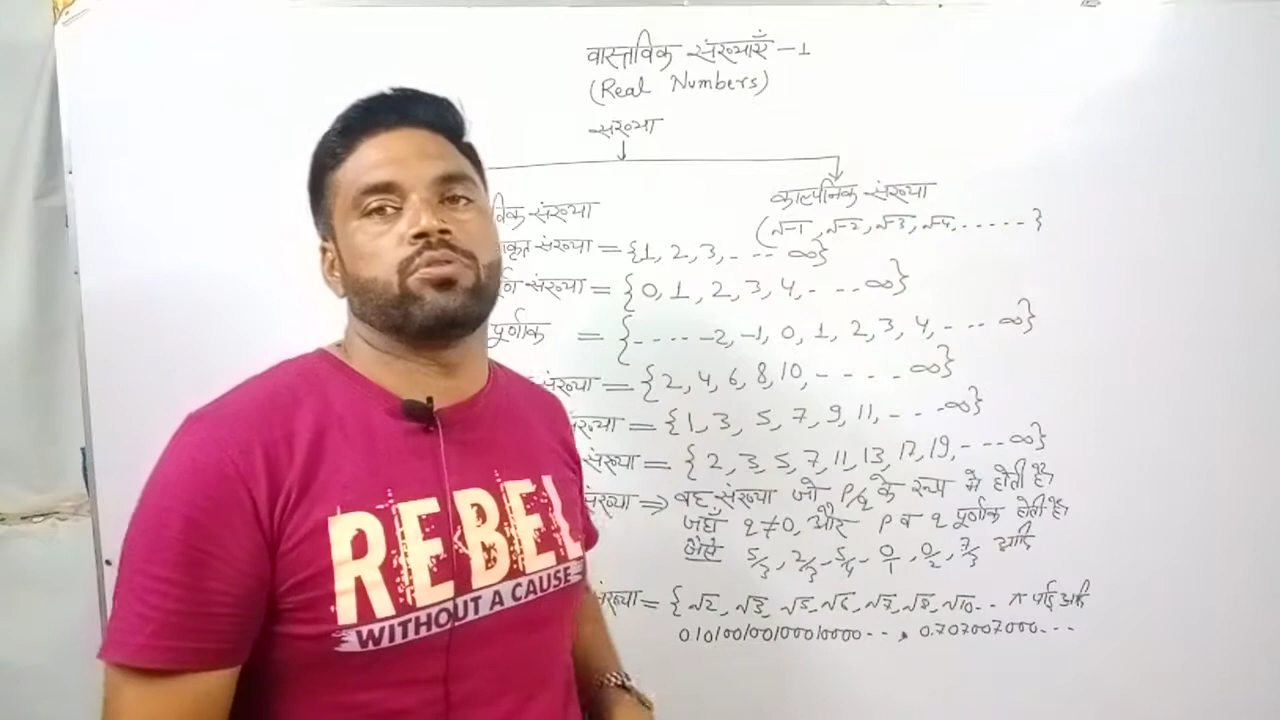 वास्तविक संख्याएँ - 1
(Real Numbers)
संख्या
काल्पनिक संख्या
(√-1, √-2, √-3, √-4, ...... }
विक संख्या
कृत संख्या = {1, 2, 3, - -- ∞}
र्ण संख्या = {0, 1, 2, 3, 4, - -- ∞}
पूर्णांक = {- --- -2, -1, 0, 1, 2, 3, 4, - -- ∞}
संख्या = {2, 4, 6, 8, 10, - - - - ∞}
संख्या = {1, 3, 5, 7, 9, 11, - -- ∞}
संख्या = {2, 3, 5, 7, 11, 13, 17, 19, - -- ∞}
संख्या ⇒ वह संख्या जो P/q के रूप मे होती है,
जहाँ q≠0, और P व q पूर्णांक होती है,
जैसे 5/3, 2/3, -5/4, 0/1, 0/2, 7/5 आदि
संख्या = {√2, √3, √5, √6, √7, √8, √10 -- π पाई आदि
0.707007000...
REBEL
WITHOUT A CAUSE